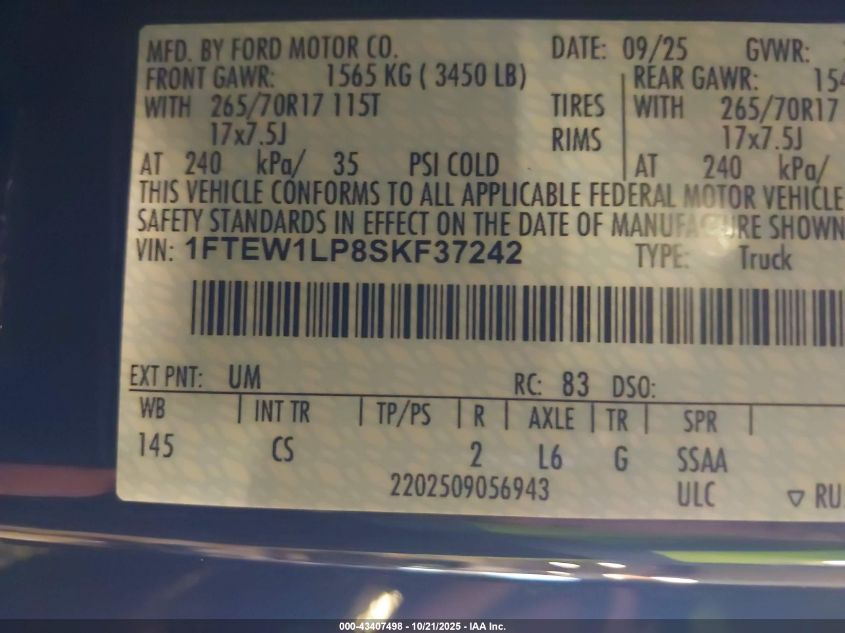 MFD. BY FORD MOTOR CO. DATE: 09/25 GVWR:
FRONT GAWR: 1565 KG ( 3450 LB) REAR GAWR: 154
WITH 265/70R17 115T TIRES WITH 265/70R17
17x7.5J RIMS 17x7.5J
AT 240 kPa/ 35 PSI COLD AT 240 kPa/
THIS VEHICLE CONFORMS TO ALL APPLICABLE FEDERAL MOTOR VEHICLE
SAFETY STANDARDS IN EFFECT ON THE DATE OF MANUFACTURE SHOWN
VIN: 1FTEW1LP8SKF37242 TYPE: Truck
EXT PNT: UM RC: 83 DSO:
WB INT TR TP/PS R AXLE TR SPR
145 CS 2 L6 G SSAA
2202509056943 ULC ▽ RU
000-43407498 - 10/21/2025 - IAA Inc.